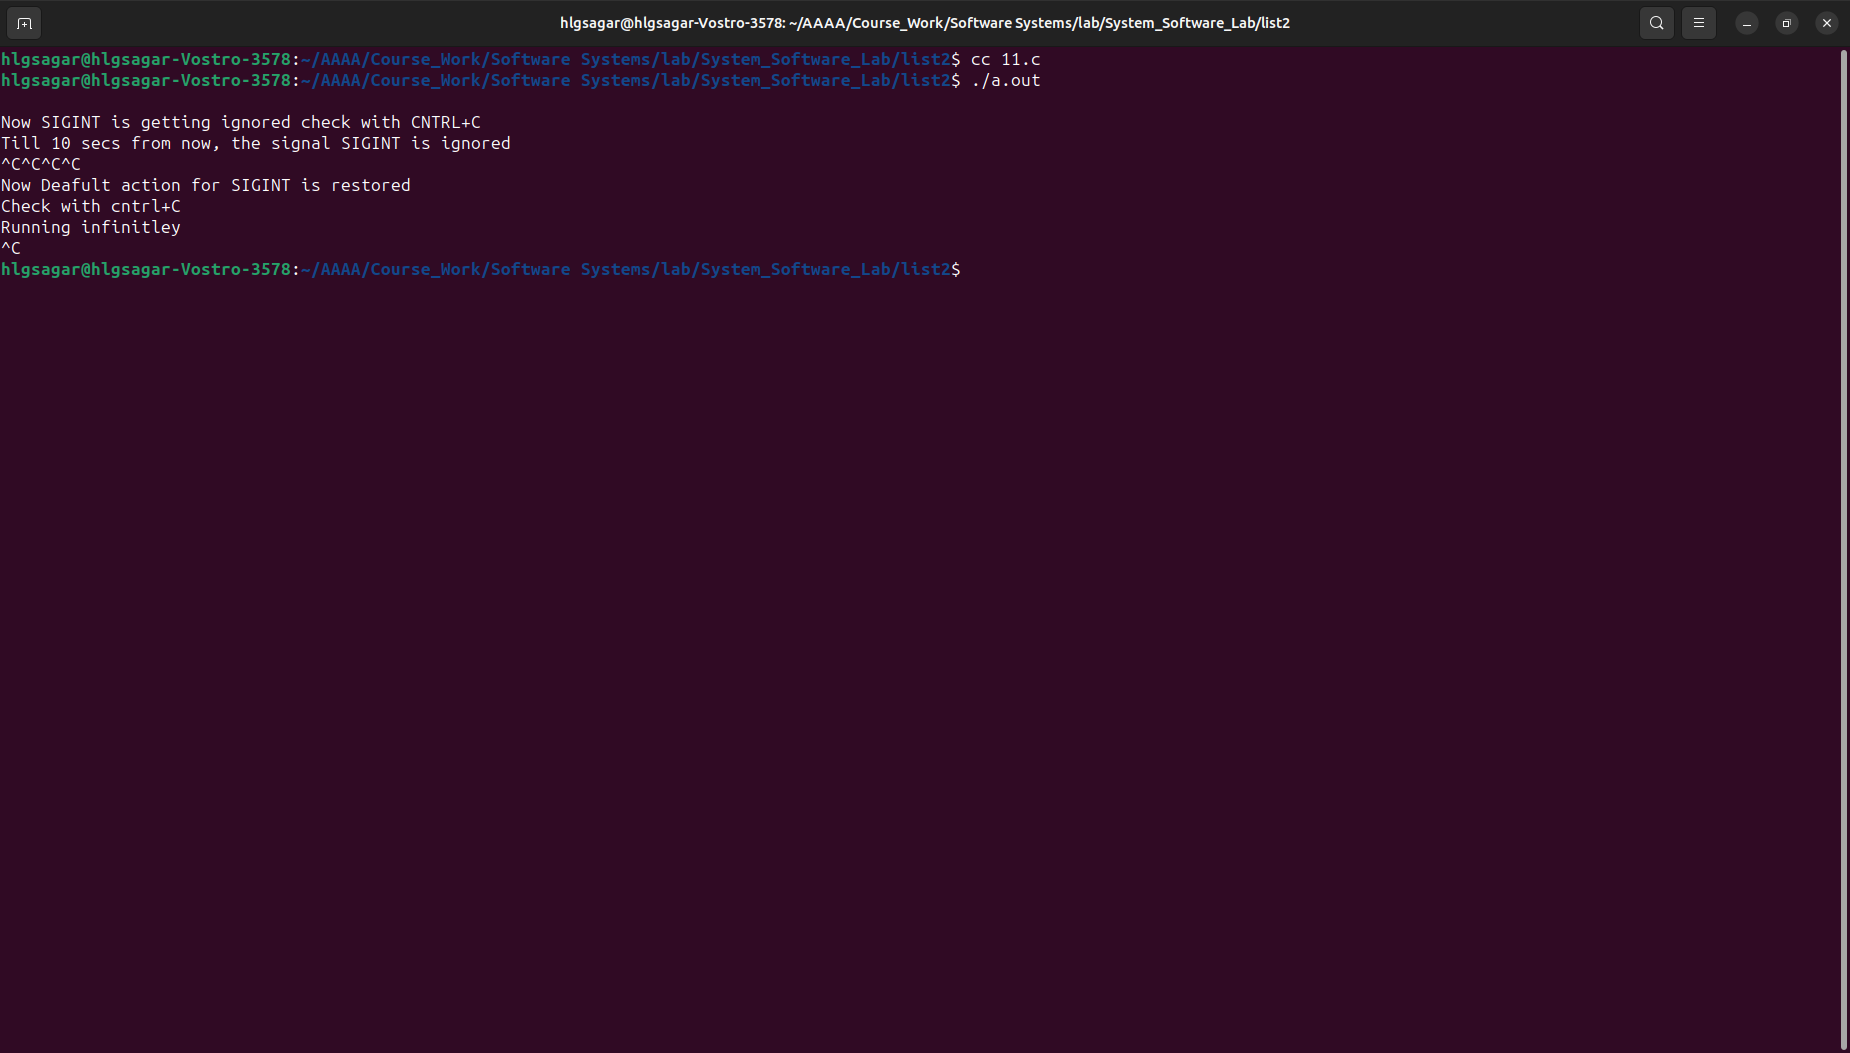 hlgsagar@hlgsagar-Vostro-3578: ~/AAAA/Course_Work/Software Systems/lab/System_Software_Lab/list2
hlgsagar@hlgsagar-Vostro-3578:~/AAAA/Course_Work/Software Systems/lab/System_Software_Lab/list2$ cc 11.c
hlgsagar@hlgsagar-Vostro-3578:~/AAAA/Course_Work/Software Systems/lab/System_Software_Lab/list2$ ./a.out
Now SIGINT is getting ignored check with CNTRL+C
Till 10 secs from now, the signal SIGINT is ignored
^C^C^C^C
Now Deafult action for SIGINT is restored
Check with cntrl+C
Running infinitley
^C
hlgsagar@hlgsagar-Vostro-3578:~/AAAA/Course_Work/Software Systems/lab/System_Software_Lab/list2$